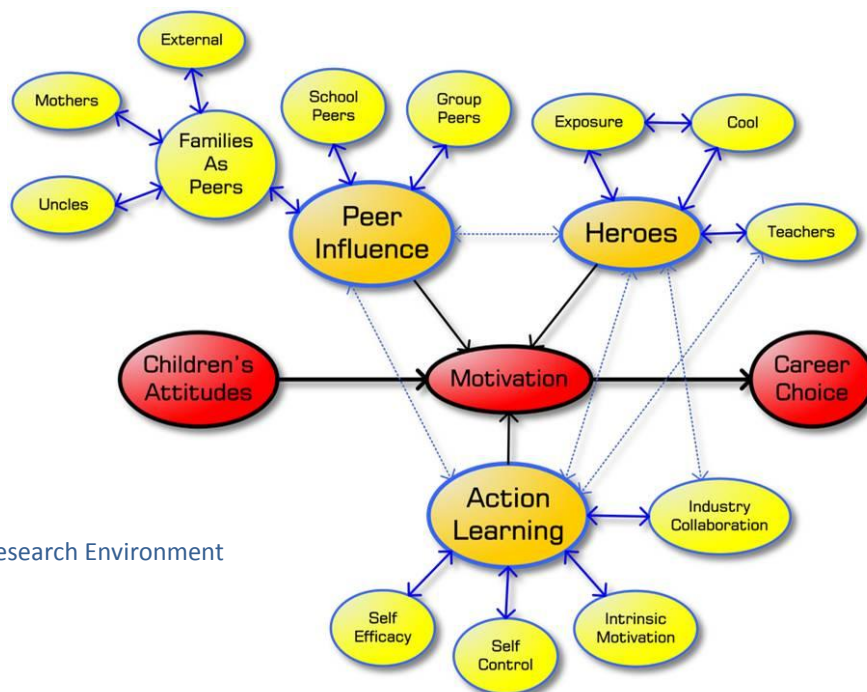 External
Mothers
Families
As
Peers
Uncles
School
Peers
Group
Peers
Exposure
Cool
Peer
Influence
Heroes
Teachers
Children's
Attitudes
Motivation
Career
Choice
Action
Learning
Industry
Collaboration
Research Environment
Self
Efficacy
Self
Control
Intrinsic
Motivation